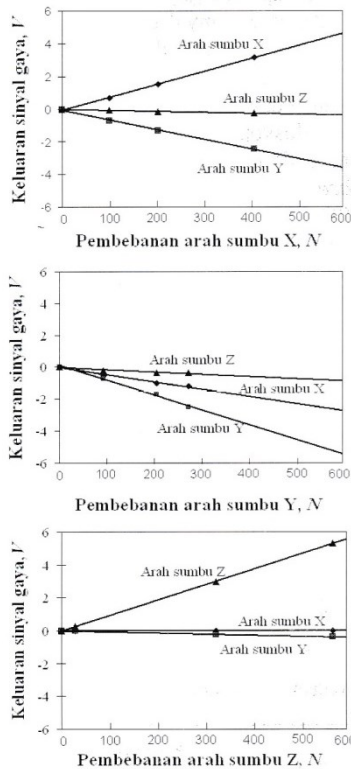 Keluaran sinyal gaya, V
6
4
2
0
-2
-4
-6
Arah sumbu X
Arah sumbu Z
Arah sumbu Y
0 100 200 300 400 500 600
Pembebanan arah sumbu X, N
Keluaran sinyal gaya, V
6
4
2
0
-2
-4
-6
Arah sumbu Z
Arah sumbu X
Arah sumbu Y
0 100 200 300 400 500 600
Pembebanan arah sumbu Y, N
Keluaran sinyal gaya, V
6
4
2
0
-2
-4
-6
Arah sumbu Z
Arah sumbu X
Arah sumbu Y
0 100 200 300 400 500 600
Pembebanan arah sumbu Z, N